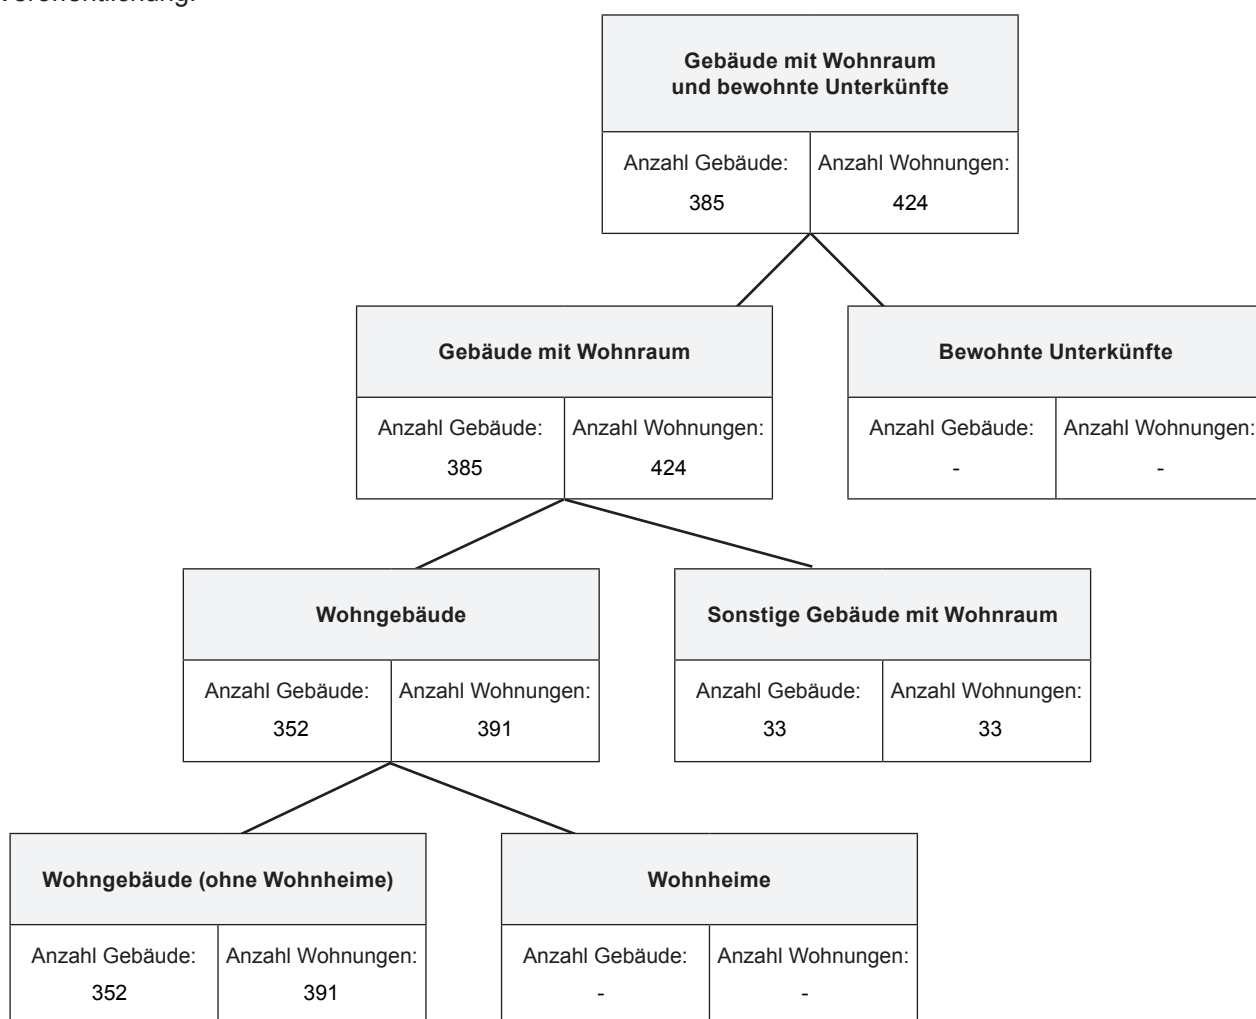 Veröffentlichung.
Gebäude mit Wohnraum
und bewohnte Unterkünfte
Anzahl Gebäude:
385
Anzahl Wohnungen:
424
Gebäude mit Wohnraum
Anzahl Gebäude:
385
Anzahl Wohnungen:
424
Bewohnte Unterkünfte
Anzahl Gebäude:
-
Anzahl Wohnungen:
-
Wohngebäude
Anzahl Gebäude:
352
Anzahl Wohnungen:
391
Sonstige Gebäude mit Wohnraum
Anzahl Gebäude:
33
Anzahl Wohnungen:
33
Wohngebäude (ohne Wohnheime)
Anzahl Gebäude:
352
Anzahl Wohnungen:
391
Wohnheime
Anzahl Gebäude:
-
Anzahl Wohnungen:
-